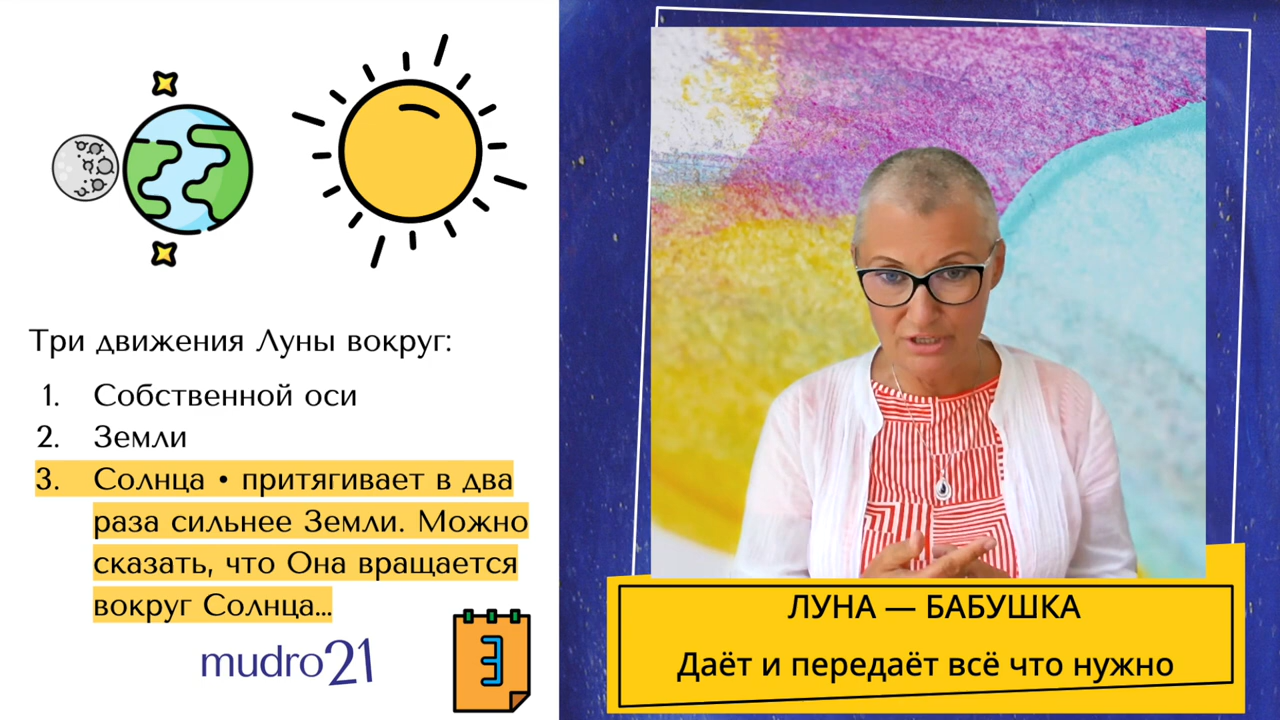 Три движения Луны вокруг:
1. Собственной оси
2. Земли
3. Солнца • притягивает в два
раза сильнее Земли. Можно
сказать, что Она вращается
вокруг Солнца...
mudro21
3
ЛУНА — БАБУШКА
Даёт и передаёт всё что нужно